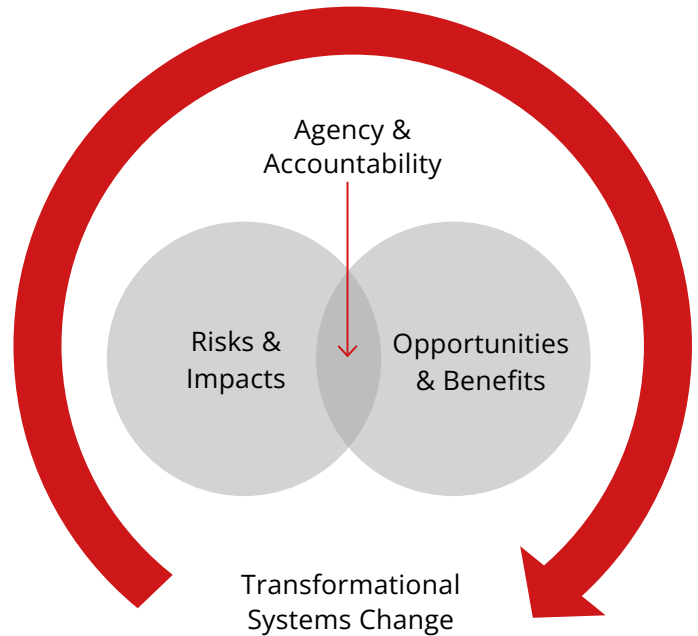 Agency &
Accountability
Risks &
Impacts
Opportunities
& Benefits
Transformational
Systems Change